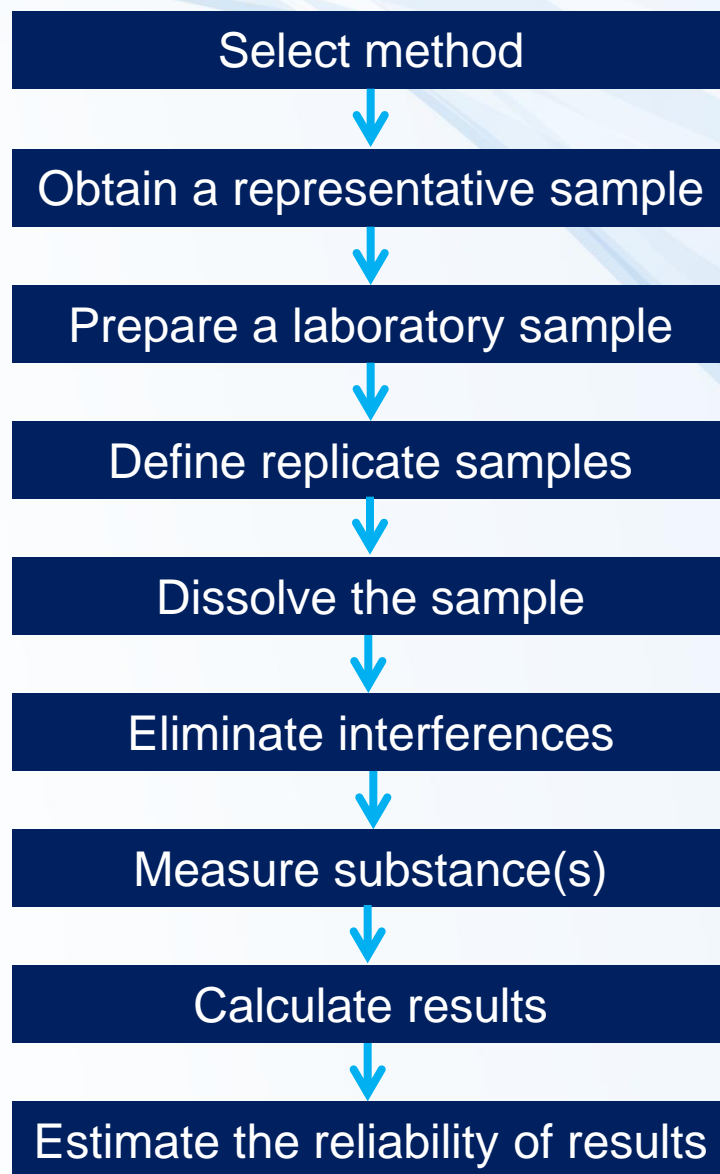 Select method
Obtain a representative sample
Prepare a laboratory sample
Define replicate samples
Dissolve the sample
Eliminate interferences
Measure substance(s)
Calculate results
Estimate the reliability of results